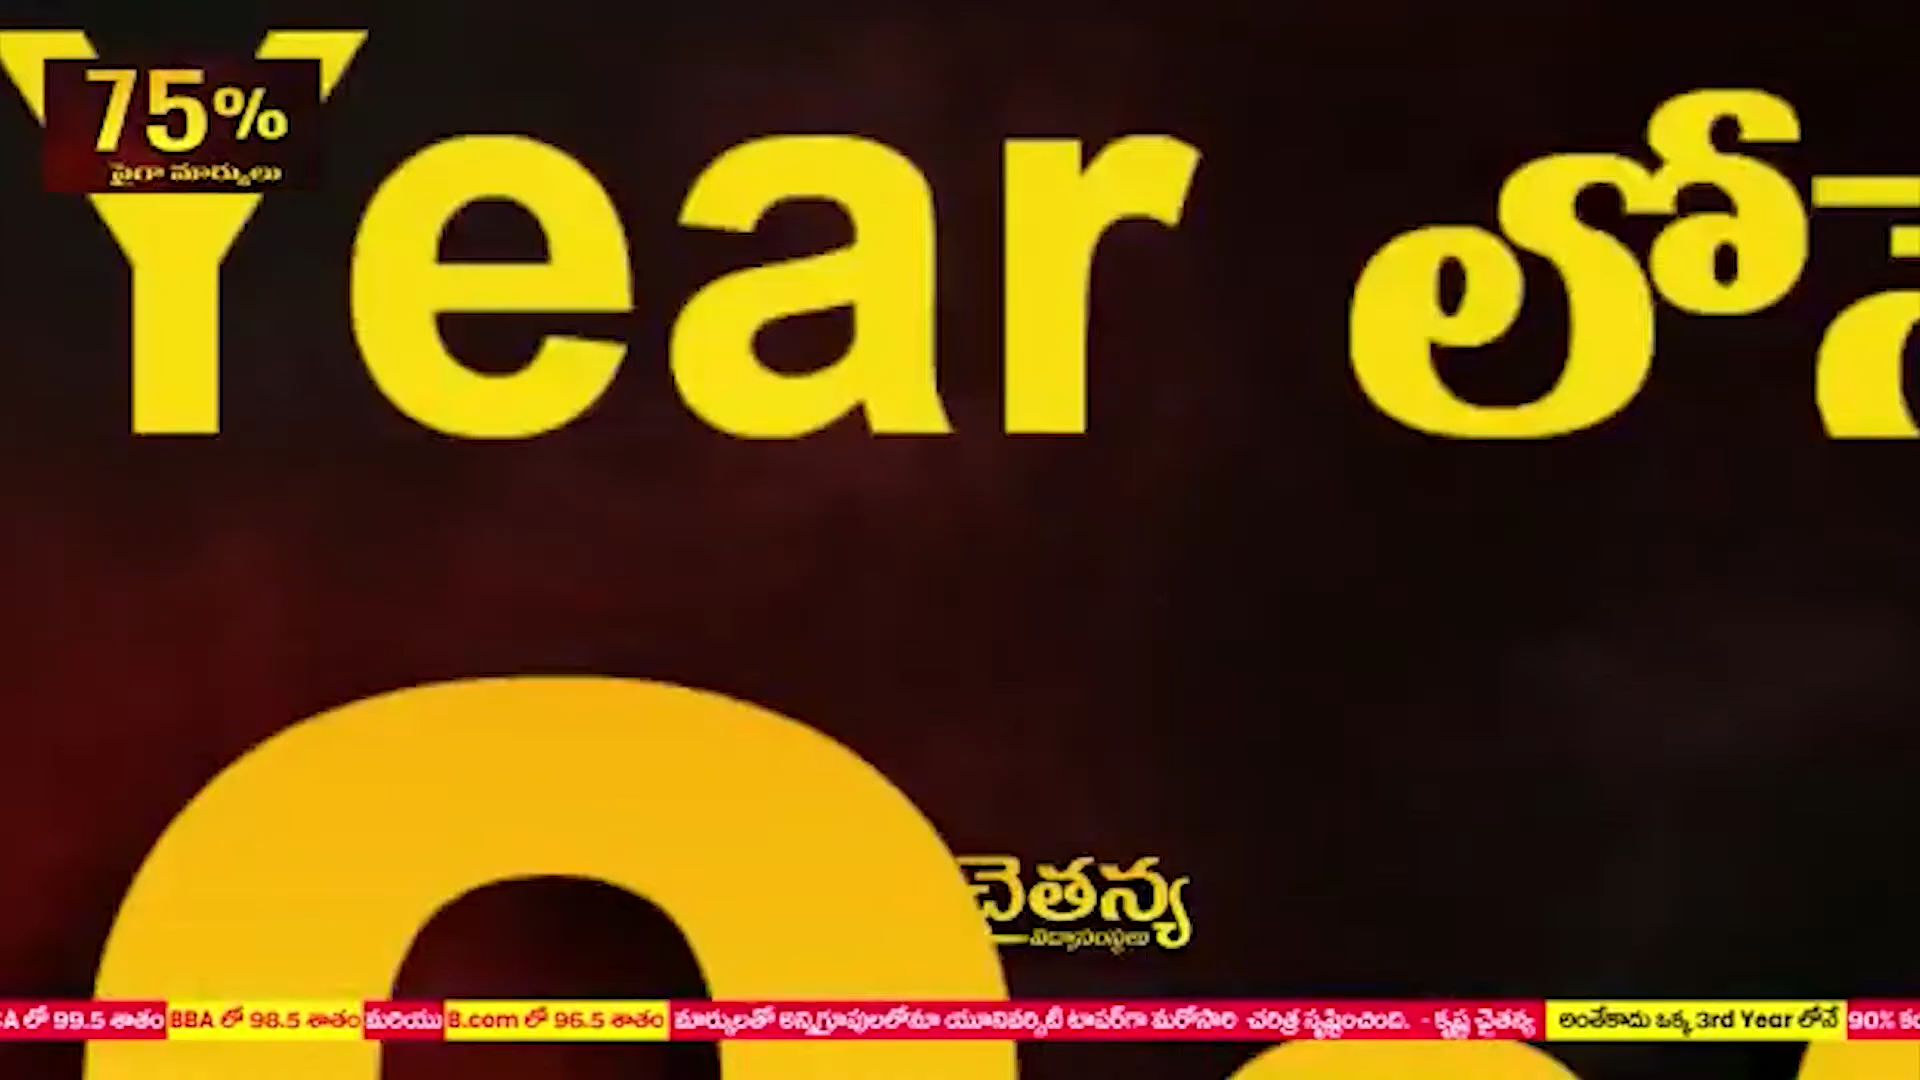 75%
పైగా మార్కులు
Year లో
చైతన్య
విద్యాసంస్థలు
లో 99.5 శాతం BBA లో 98.5 శాతం మరియు B.com లో 96.5 శాతం మార్కులతో అన్నిగ్రూపులలోనూ యూనివర్సిటీ టాపర్‌గా మరోసారి చరిత్ర సృష్టించింది. - కృష్ణ చైతన్య అంతేకాదు ఒక్క 3rd Year లోనే 90%